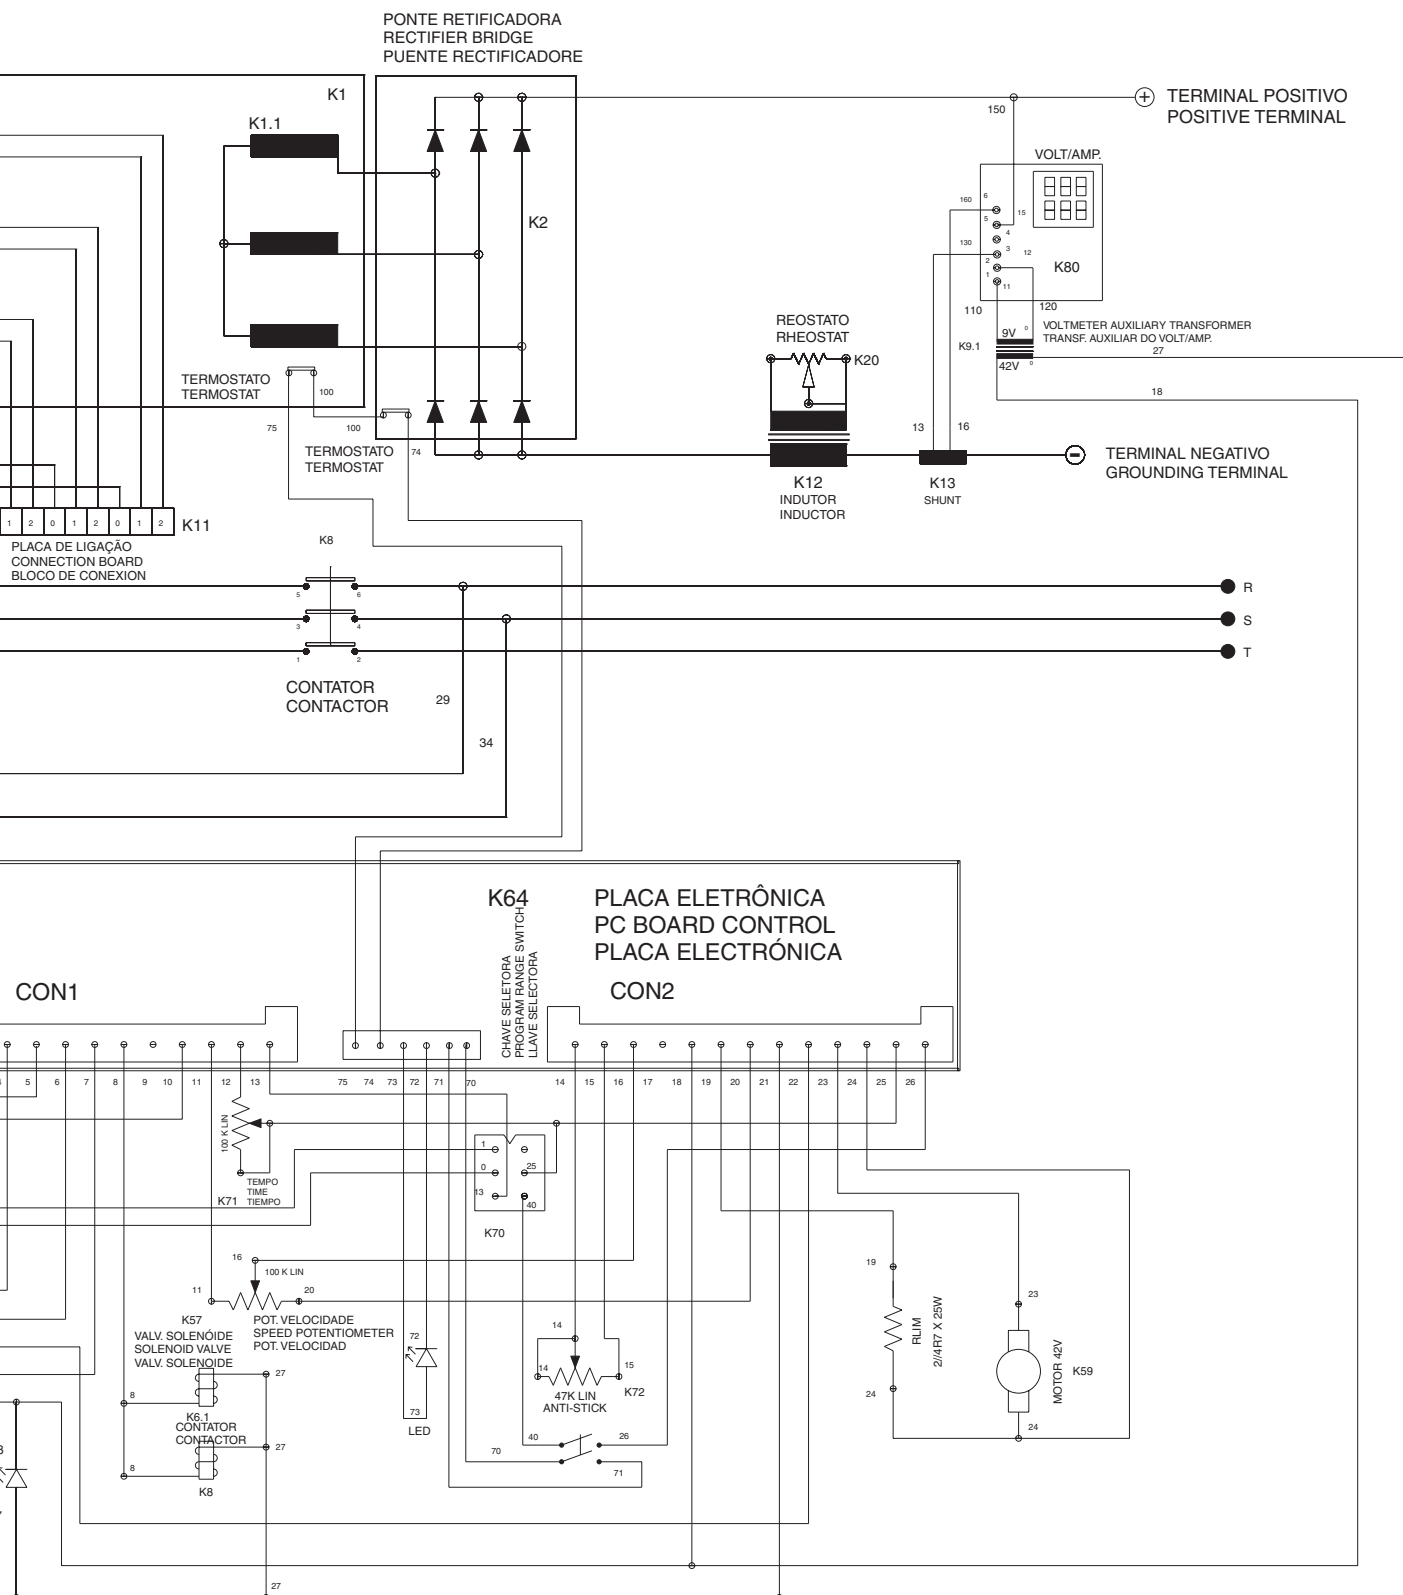 PONTE RETIFICADORA
RECTIFIER BRIDGE
PUENTE RECTIFICADORE
K1
K1.1
K2
150
TERMINAL POSITIVO
POSITIVE TERMINAL
VOLT/AMP.
6
160
5
15
4
130
3
12
2
K80
1
11
110
120
9V
0
VOLTMETER AUXILIARY TRANSFORMER
TRANSF. AUXILIAR DO VOLT/AMP.
K9.1
27
42V
0
18
REOSTATO
RHEOSTAT
K20
TERMOSTATO
TERMOSTAT
100
75
100
TERMOSTATO
TERMOSTAT
74
13
16
TERMINAL NEGATIVO
GROUNDING TERMINAL
K12
INDUTOR
INDUCTOR
K13
SHUNT
1 2 0 1 2 0 1 2
K11
PLACA DE LIGAÇÃO
CONNECTION BOARD
BLOCO DE CONEXION
K8
5
6
R
3
4
S
1
2
T
CONTATOR
CONTACTOR
29
34
K64
PLACA ELETRÔNICA
PC BOARD CONTROL
PLACA ELECTRÓNICA
CHAVE SELETORA
PROGRAM RANGE SWITCH
LLAVE SELECTORA
CON1
CON2
4 5 6 7 8 9 10 11 12 13
75 74 73 72 71 70
14 15 16 17 18 19 20 21 22 23 24 25 26
100 K LIN
K71
TEMPO
TIME
TIEMPO
1
0
25
13
40
K70
16
100 K LIN
11
20
K57
VALV. SOLENÓIDE
SOLENOID VALVE
VALV. SOLENOIDE
POT. VELOCIDADE
SPEED POTENTIOMETER
POT. VELOCIDAD
27
8
K6.1
CONTATOR
CONTACTOR
27
8
K8
72
73
LED
14
14
15
K72
47K LIN
ANTI-STICK
40
26
70
71
19
RLIM
2//4R7 X 25W
24
23
MOTOR 42V
K59
24
27